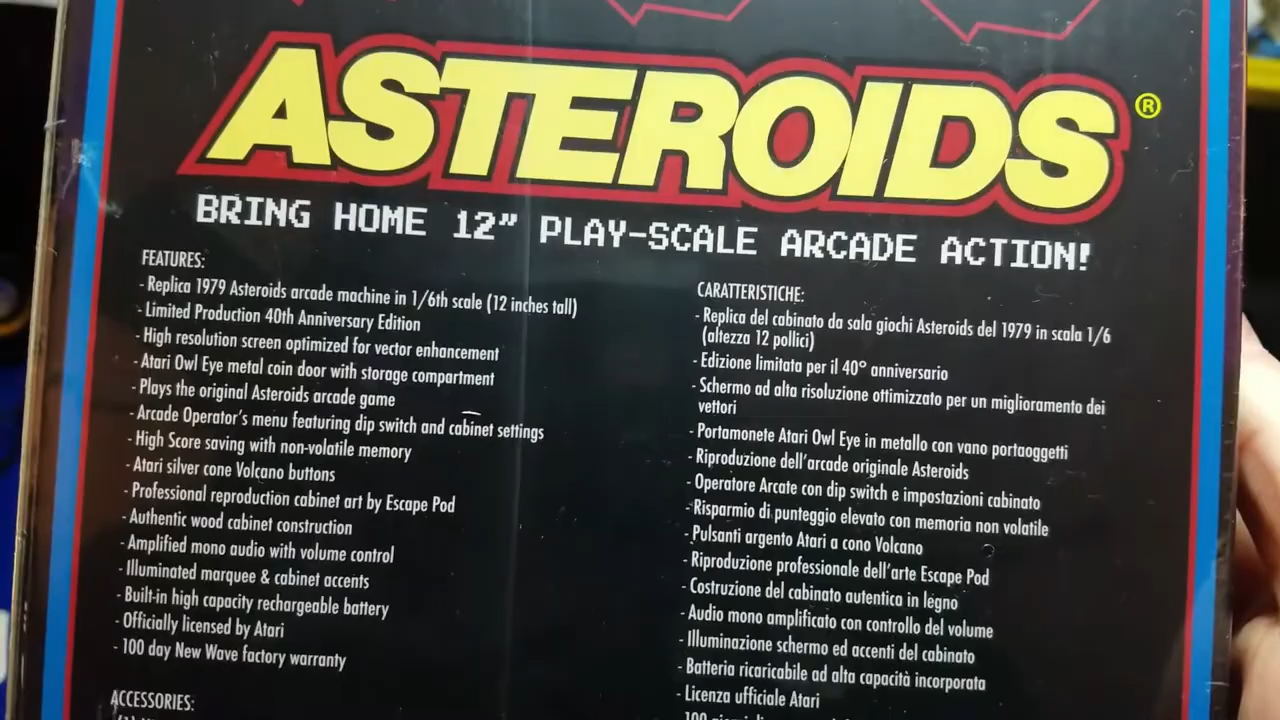 ASTEROIDS®
BRING HOME 12” PLAY-SCALE ARCADE ACTION!
FEATURES:
- Replica 1979 Asteroids arcade machine in 1/6th scale (12 inches tall)
- Limited Production 40th Anniversary Edition
- High resolution screen optimized for vector enhancement
- Atari Owl Eye metal coin door with storage compartment
- Plays the original Asteroids arcade game
- Arcade Operator’s menu featuring dip switch and cabinet settings
- High Score saving with non-volatile memory
- Atari silver cone Volcano buttons
- Professional reproduction cabinet art by Escape Pod
- Authentic wood cabinet construction
- Amplified mono audio with volume control
- Illuminated marquee & cabinet accents
- Built-in high capacity rechargeable battery
- Officially licensed by Atari
- 100 day New Wave factory warranty
ACCESSORIES:
CARATTERISTICHE:
- Replica del cabinato da sala giochi Asteroids del 1979 in scala 1/6
(altezza 12 pollici)
- Edizione limitata per il 40° anniversario
- Schermo ad alta risoluzione ottimizzato per un miglioramento dei
vettori
- Portamonete Atari Owl Eye in metallo con vano portaoggetti
- Riproduzione dell’arcade originale Asteroids
- Operatore Arcate con dip switch e impostazioni cabinato
- Risparmio di punteggio elevato con memoria non volatile
- Pulsanti argento Atari a cono Volcano
- Riproduzione professionale dell’arte Escape Pod
- Costruzione del cabinato autentica in legno
- Audio mono amplificato con controllo del volume
- Illuminazione schermo ed accenti del cabinato
- Batteria ricaricabile ad alta capacità incorporata
- Licenza ufficiale Atari